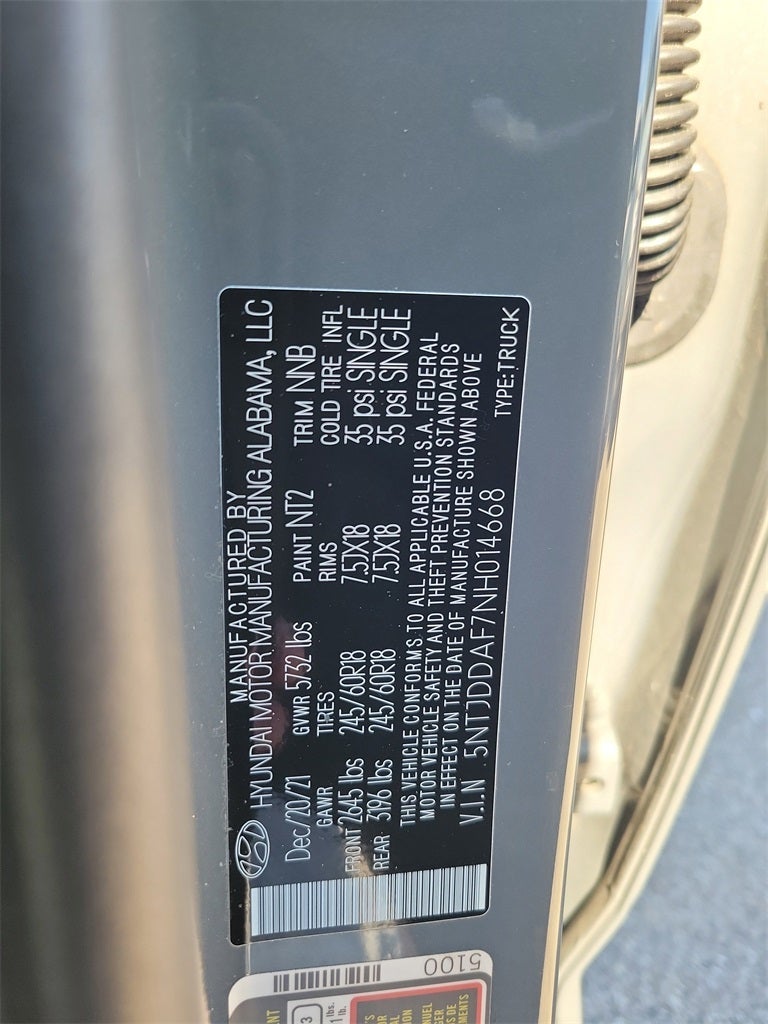 MANUFACTURED BY
HYUNDAI MOTOR MANUFACTURING ALABAMA, LLC
Dec/20/21 GVWR 5732 lbs PAINT NT2 TRIM NNB
GAWR TIRES RIMS COLD TIRE INFL
FRONT 2645 lbs 245/60R18 7.5JX18 35 psi SINGLE
REAR 3196 lbs 245/60R18 7.5JX18 35 psi SINGLE
THIS VEHICLE CONFORMS TO ALL APPLICABLE U.S.A. FEDERAL
MOTOR VEHICLE SAFETY AND THEFT PREVENTION STANDARDS
IN EFFECT ON THE DATE OF MANUFACTURE SHOWN ABOVE
V.I.N 5NTJDDAF7NH014668
TYPE:TRUCK
5100